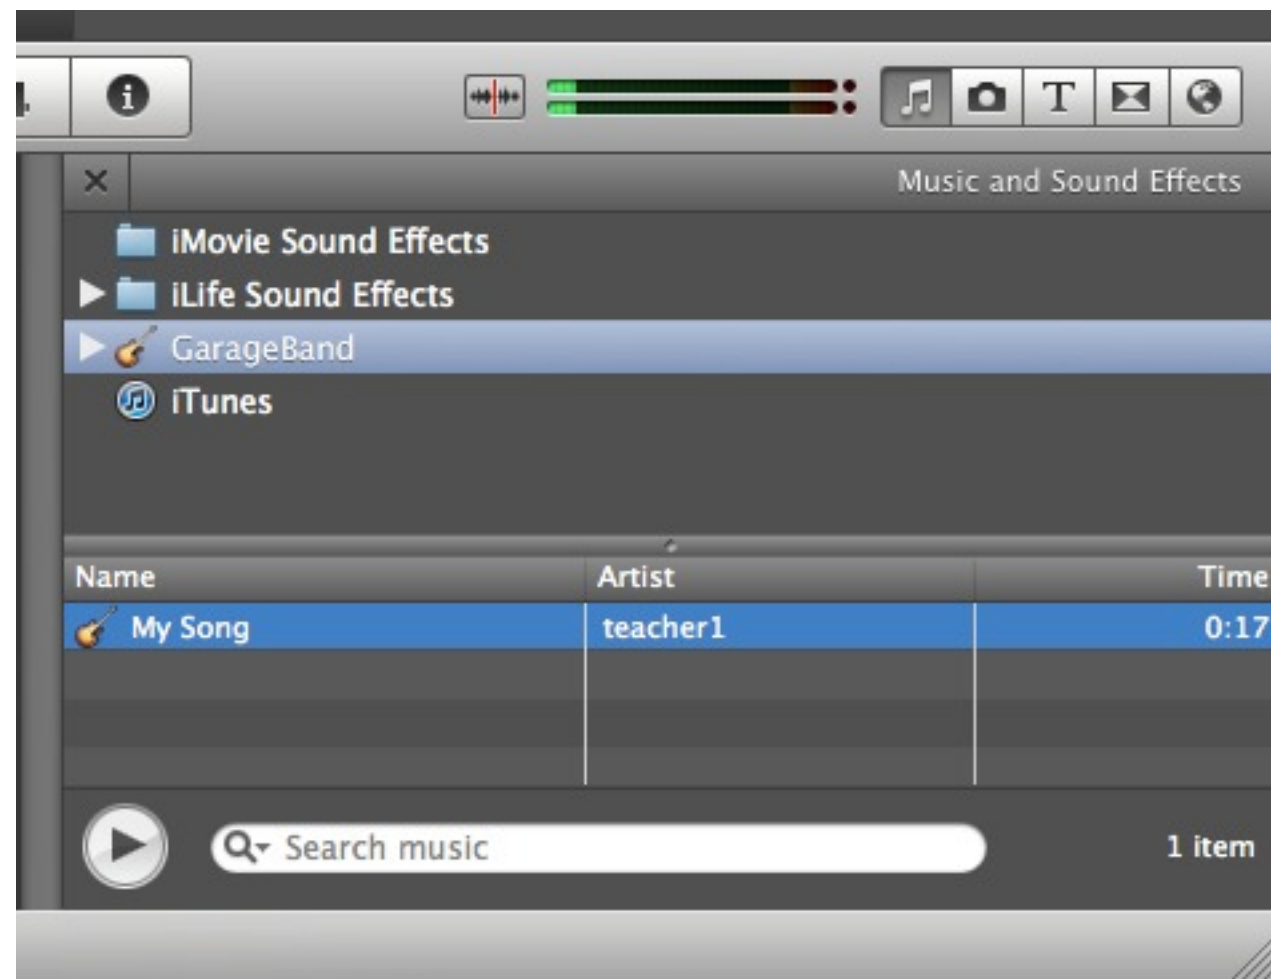 T
Music and Sound Effects
iMovie Sound Effects
iLife Sound Effects
GarageBand
iTunes
Name Artist Time
My Song teacher1 0:17
Search music 1 item